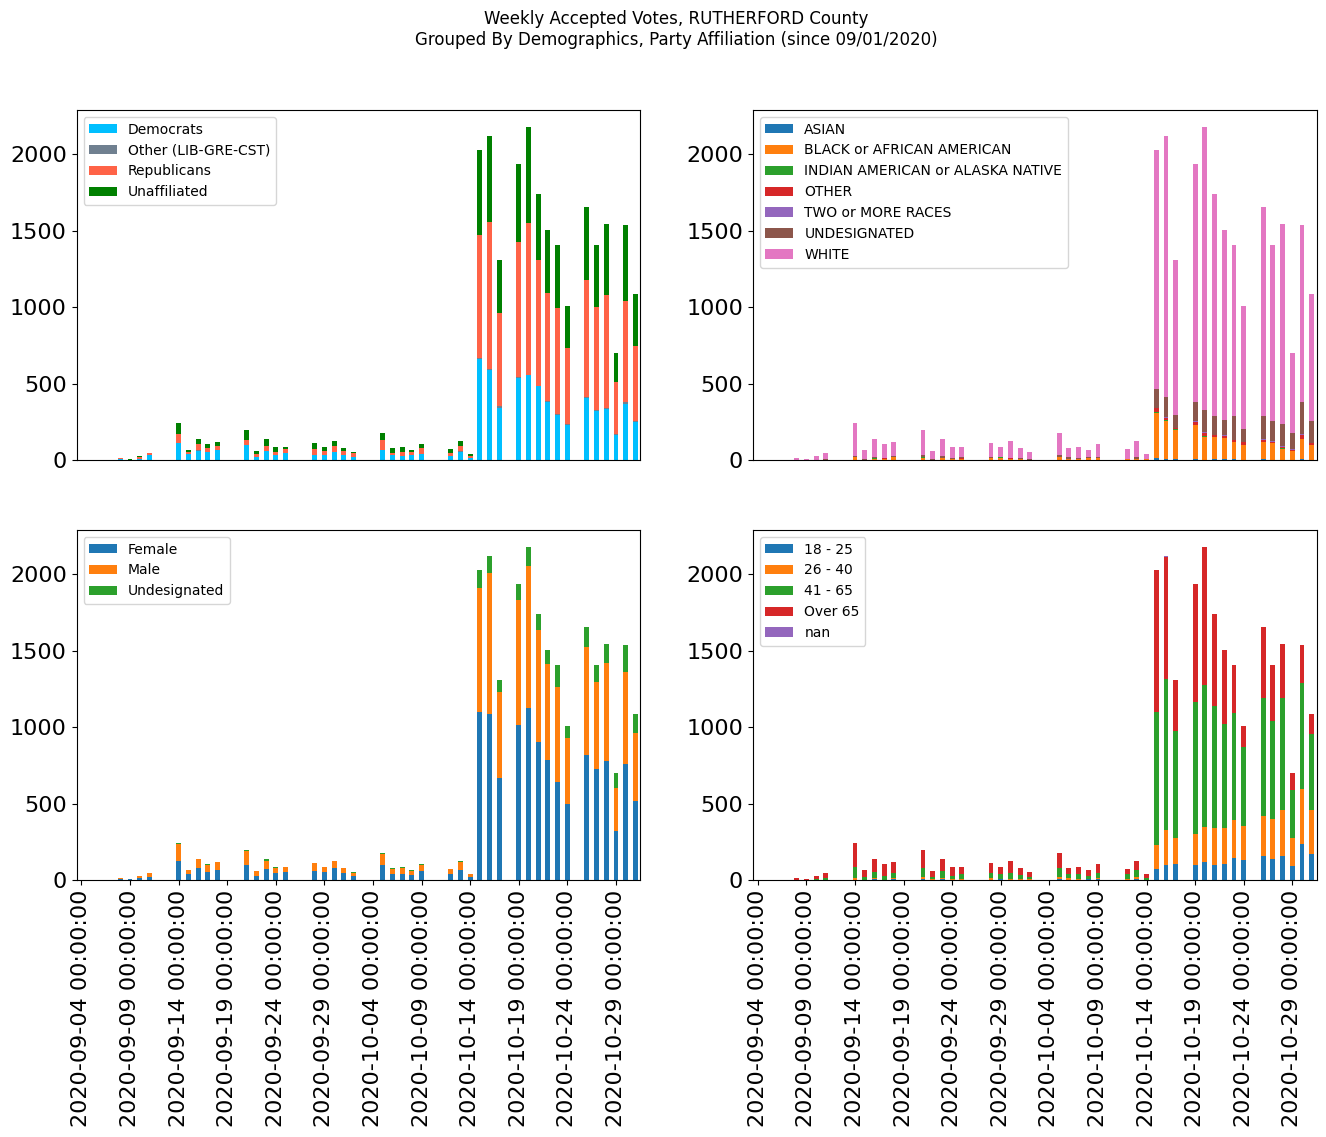 Weekly Accepted Votes, RUTHERFORD County
Grouped By Demographics, Party Affiliation (since 09/01/2020)
2000
1500
1000
500
0
Democrats
Other (LIB-GRE-CST)
Republicans
Unaffiliated
2000
1500
1000
500
0
ASIAN
BLACK or AFRICAN AMERICAN
INDIAN AMERICAN or ALASKA NATIVE
OTHER
TWO or MORE RACES
UNDESIGNATED
WHITE
2000
1500
1000
500
0
Female
Male
Undesignated
2020-09-04 00:00:00
2020-09-09 00:00:00
2020-09-14 00:00:00
2020-09-19 00:00:00
2020-09-24 00:00:00
2020-09-29 00:00:00
2020-10-04 00:00:00
2020-10-09 00:00:00
2020-10-14 00:00:00
2020-10-19 00:00:00
2020-10-24 00:00:00
2020-10-29 00:00:00
2000
1500
1000
500
0
18 - 25
26 - 40
41 - 65
Over 65
nan
2020-09-04 00:00:00
2020-09-09 00:00:00
2020-09-14 00:00:00
2020-09-19 00:00:00
2020-09-24 00:00:00
2020-09-29 00:00:00
2020-10-04 00:00:00
2020-10-09 00:00:00
2020-10-14 00:00:00
2020-10-19 00:00:00
2020-10-24 00:00:00
2020-10-29 00:00:00